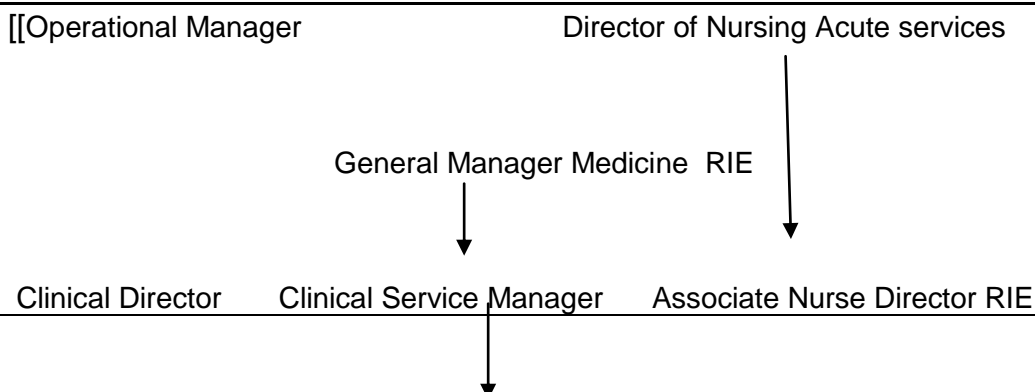 [[Operational Manager Director of Nursing Acute services
General Manager Medicine RIE
Clinical Director Clinical Service Manager Associate Nurse Director RIE